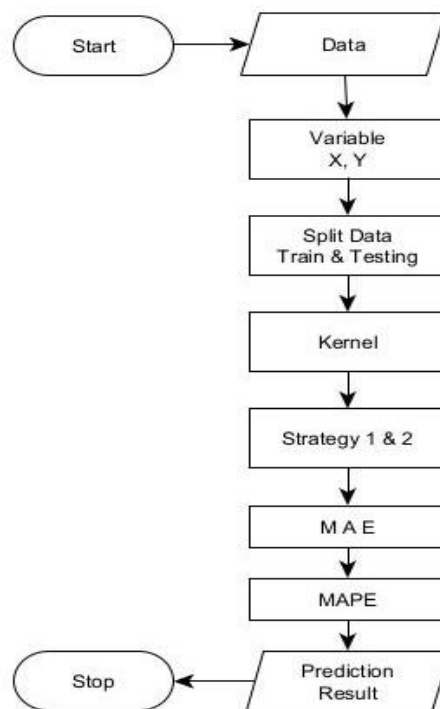 Start
Data
Variable
X, Y
Split Data
Train & Testing
Kernel
Strategy 1 & 2
M A E
MAPE
Prediction
Result
Stop